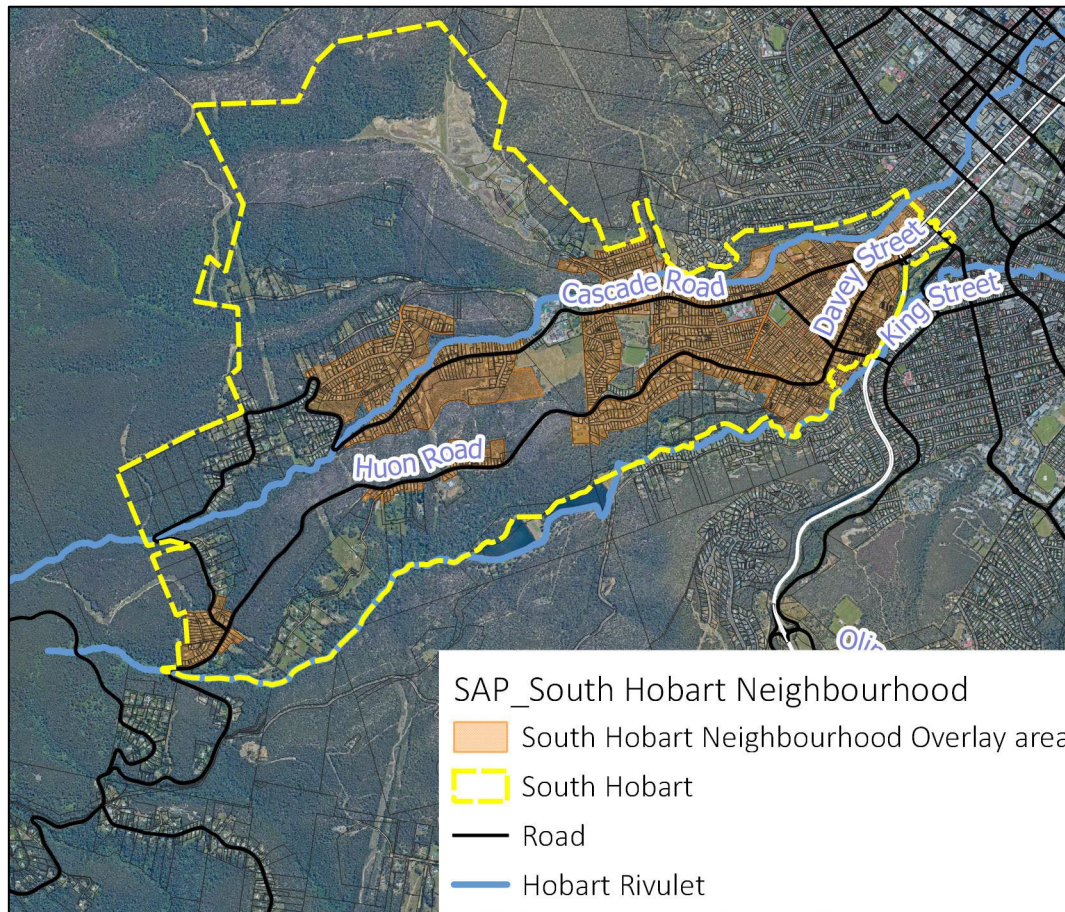 Davey Street
Cascade Road
King Street
Huon Road
SAP_South Hobart Neighbourhood
South Hobart Neighbourhood Overlay area
South Hobart
Road
Hobart Rivulet